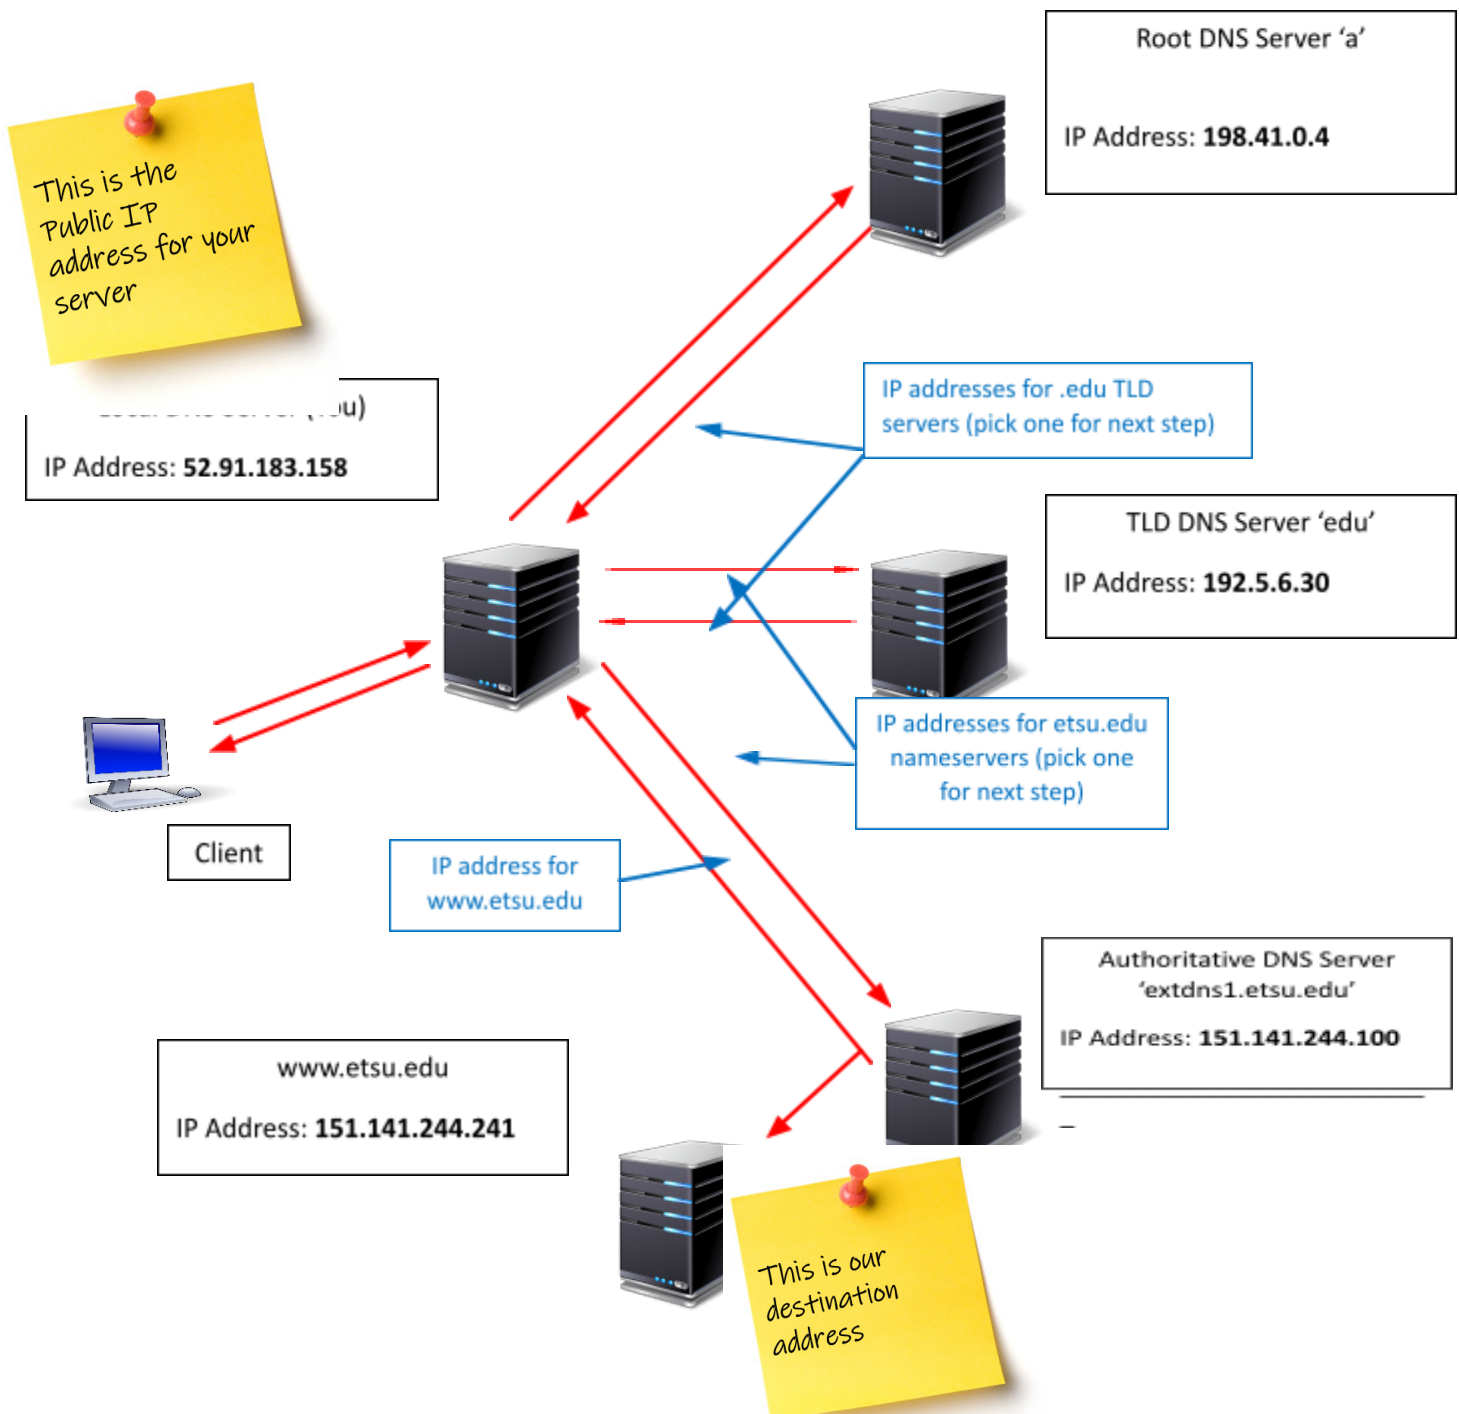 Root DNS Server ‘a’
IP Address: 198.41.0.4
This is the
Public IP
address for your
server
IP Address: 52.91.183.158
IP addresses for .edu TLD
servers (pick one for next step)
TLD DNS Server ‘edu’
IP Address: 192.5.6.30
IP addresses for etsu.edu
nameservers (pick one
for next step)
Client
IP address for
www.etsu.edu
Authoritative DNS Server
‘extdns1.etsu.edu’
IP Address: 151.141.244.100
www.etsu.edu
IP Address: 151.141.244.241
This is our
destination
address